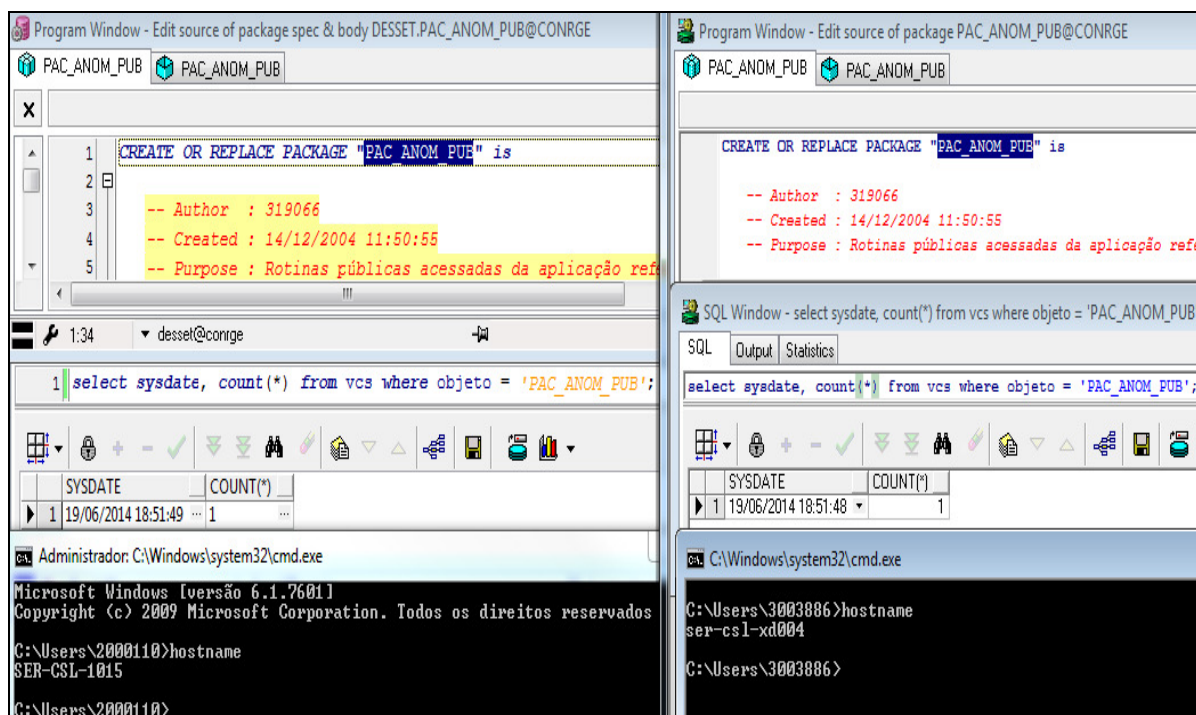 Program Window - Edit source of package spec & body DESSET.PAC_ANOM_PUB@CONRGE
PAC_ANOM_PUB PAC_ANOM_PUB
X
1 CREATE OR REPLACE PACKAGE "PAC_ANOM_PUB" is
2
3 -- Author : 319066
4 -- Created : 14/12/2004 11:50:55
5 -- Purpose : Rotinas públicas acessadas da aplicação refe
1:34 desset@conrge
1 select sysdate, count(*) from vcs where objeto = 'PAC_ANOM_PUB';
SYSDATE COUNT(*)
1 19/06/2014 18:51:49 ... 1 ...
Administrador: C:\Windows\system32\cmd.exe
Microsoft Windows [versão 6.1.7601]
Copyright (c) 2009 Microsoft Corporation. Todos os direitos reservados
C:\Users\2000110>hostname
SER-CSL-1015
C:\Users\2000110>
Program Window - Edit source of package PAC_ANOM_PUB@CONRGE
PAC_ANOM_PUB PAC_ANOM_PUB
CREATE OR REPLACE PACKAGE "PAC_ANOM_PUB" is
-- Author : 319066
-- Created : 14/12/2004 11:50:55
-- Purpose : Rotinas públicas acessadas da aplicação refe
SQL Window - select sysdate, count(*) from vcs where objeto = 'PAC_ANOM_PUB
SQL Output Statistics
select sysdate, count(*) from vcs where objeto = 'PAC_ANOM_PUB';
SYSDATE COUNT(*)
1 19/06/2014 18:51:48 1
C:\Windows\system32\cmd.exe
C:\Users\3003886>hostname
ser-csl-xd004
C:\Users\3003886>